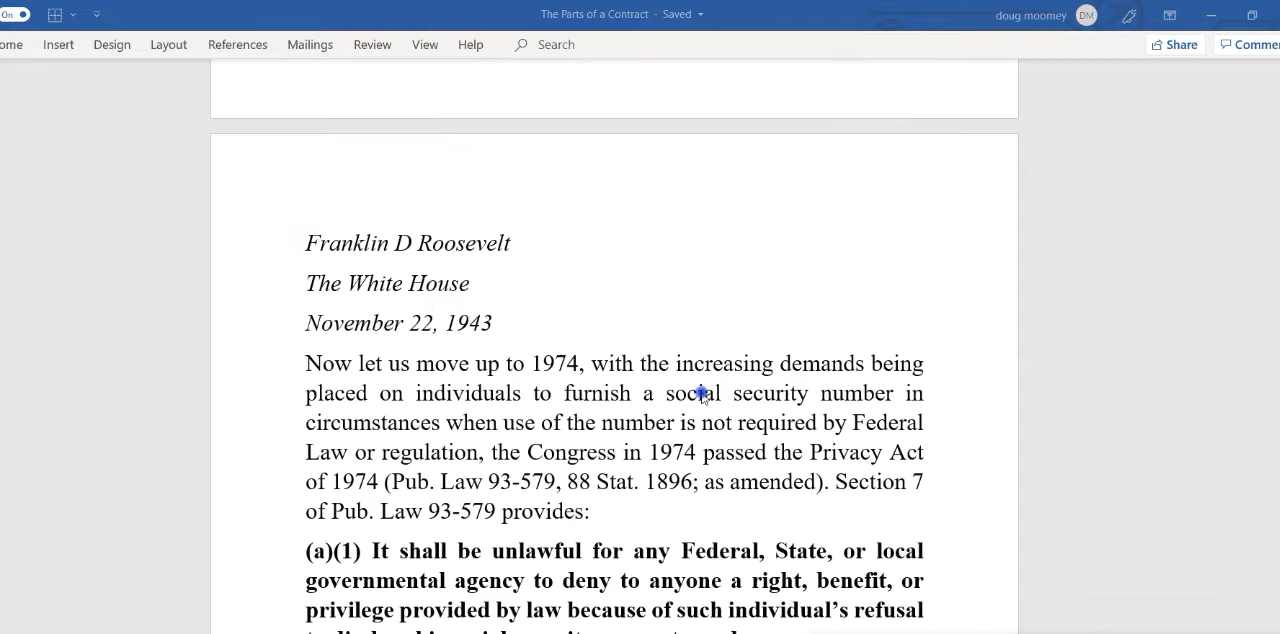 On
The Parts of a Contract - Saved
doug moomey DM
ome Insert Design Layout References Mailings Review View Help Search Share Comme
Franklin D Roosevelt
The White House
November 22, 1943
Now let us move up to 1974, with the increasing demands being
placed on individuals to furnish a social security number in
circumstances when use of the number is not required by Federal
Law or regulation, the Congress in 1974 passed the Privacy Act
of 1974 (Pub. Law 93-579, 88 Stat. 1896; as amended). Section 7
of Pub. Law 93-579 provides:
(a)(1) It shall be unlawful for any Federal, State, or local
governmental agency to deny to anyone a right, benefit, or
privilege provided by law because of such individual's refusal